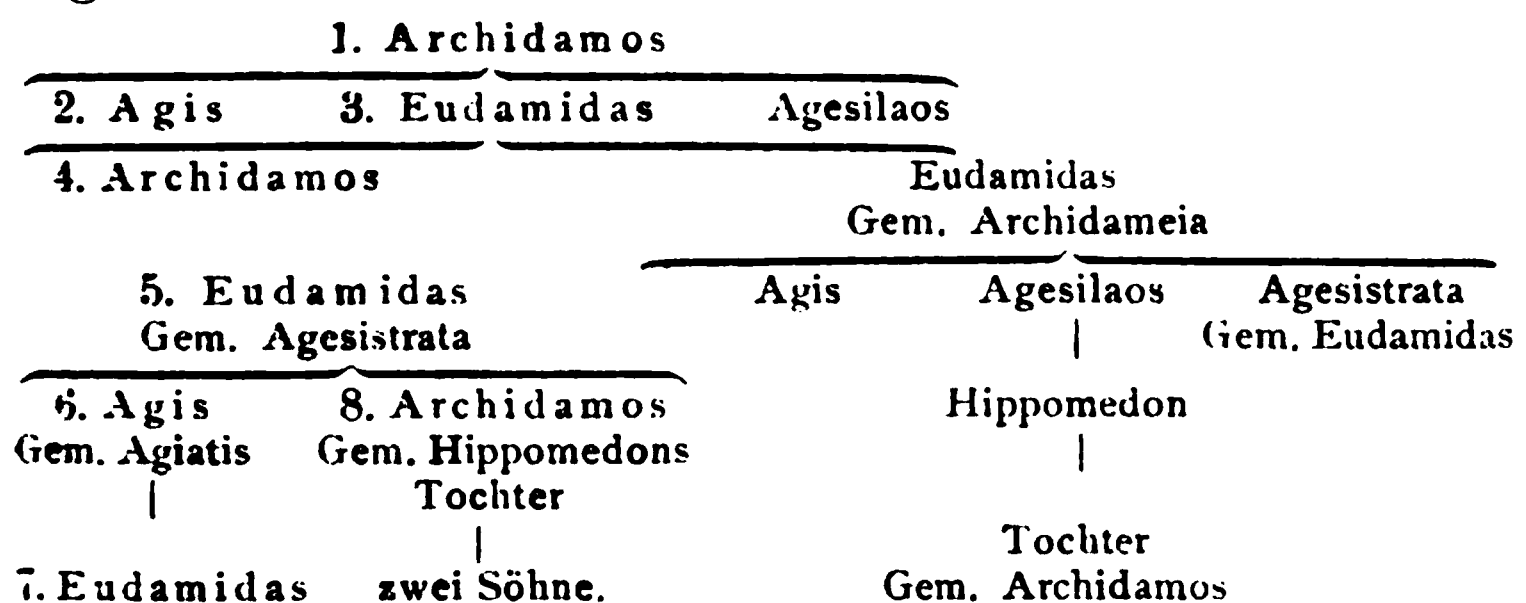 1. Archidamos
2. Agis 3. Eudamidas Agesilaos
4. Archidamos Eudamidas
Gem. Archidameia
5. Eudamidas Agis Agesilaos Agesistrata
Gem. Agesistrata Gem. Eudamidas
6. Agis 8. Archidamos Hippomedon
Gem. Agiatis Gem. Hippomedons
Tochter
Tochter
7. Eudamidas zwei Söhne. Gem. Archidamos